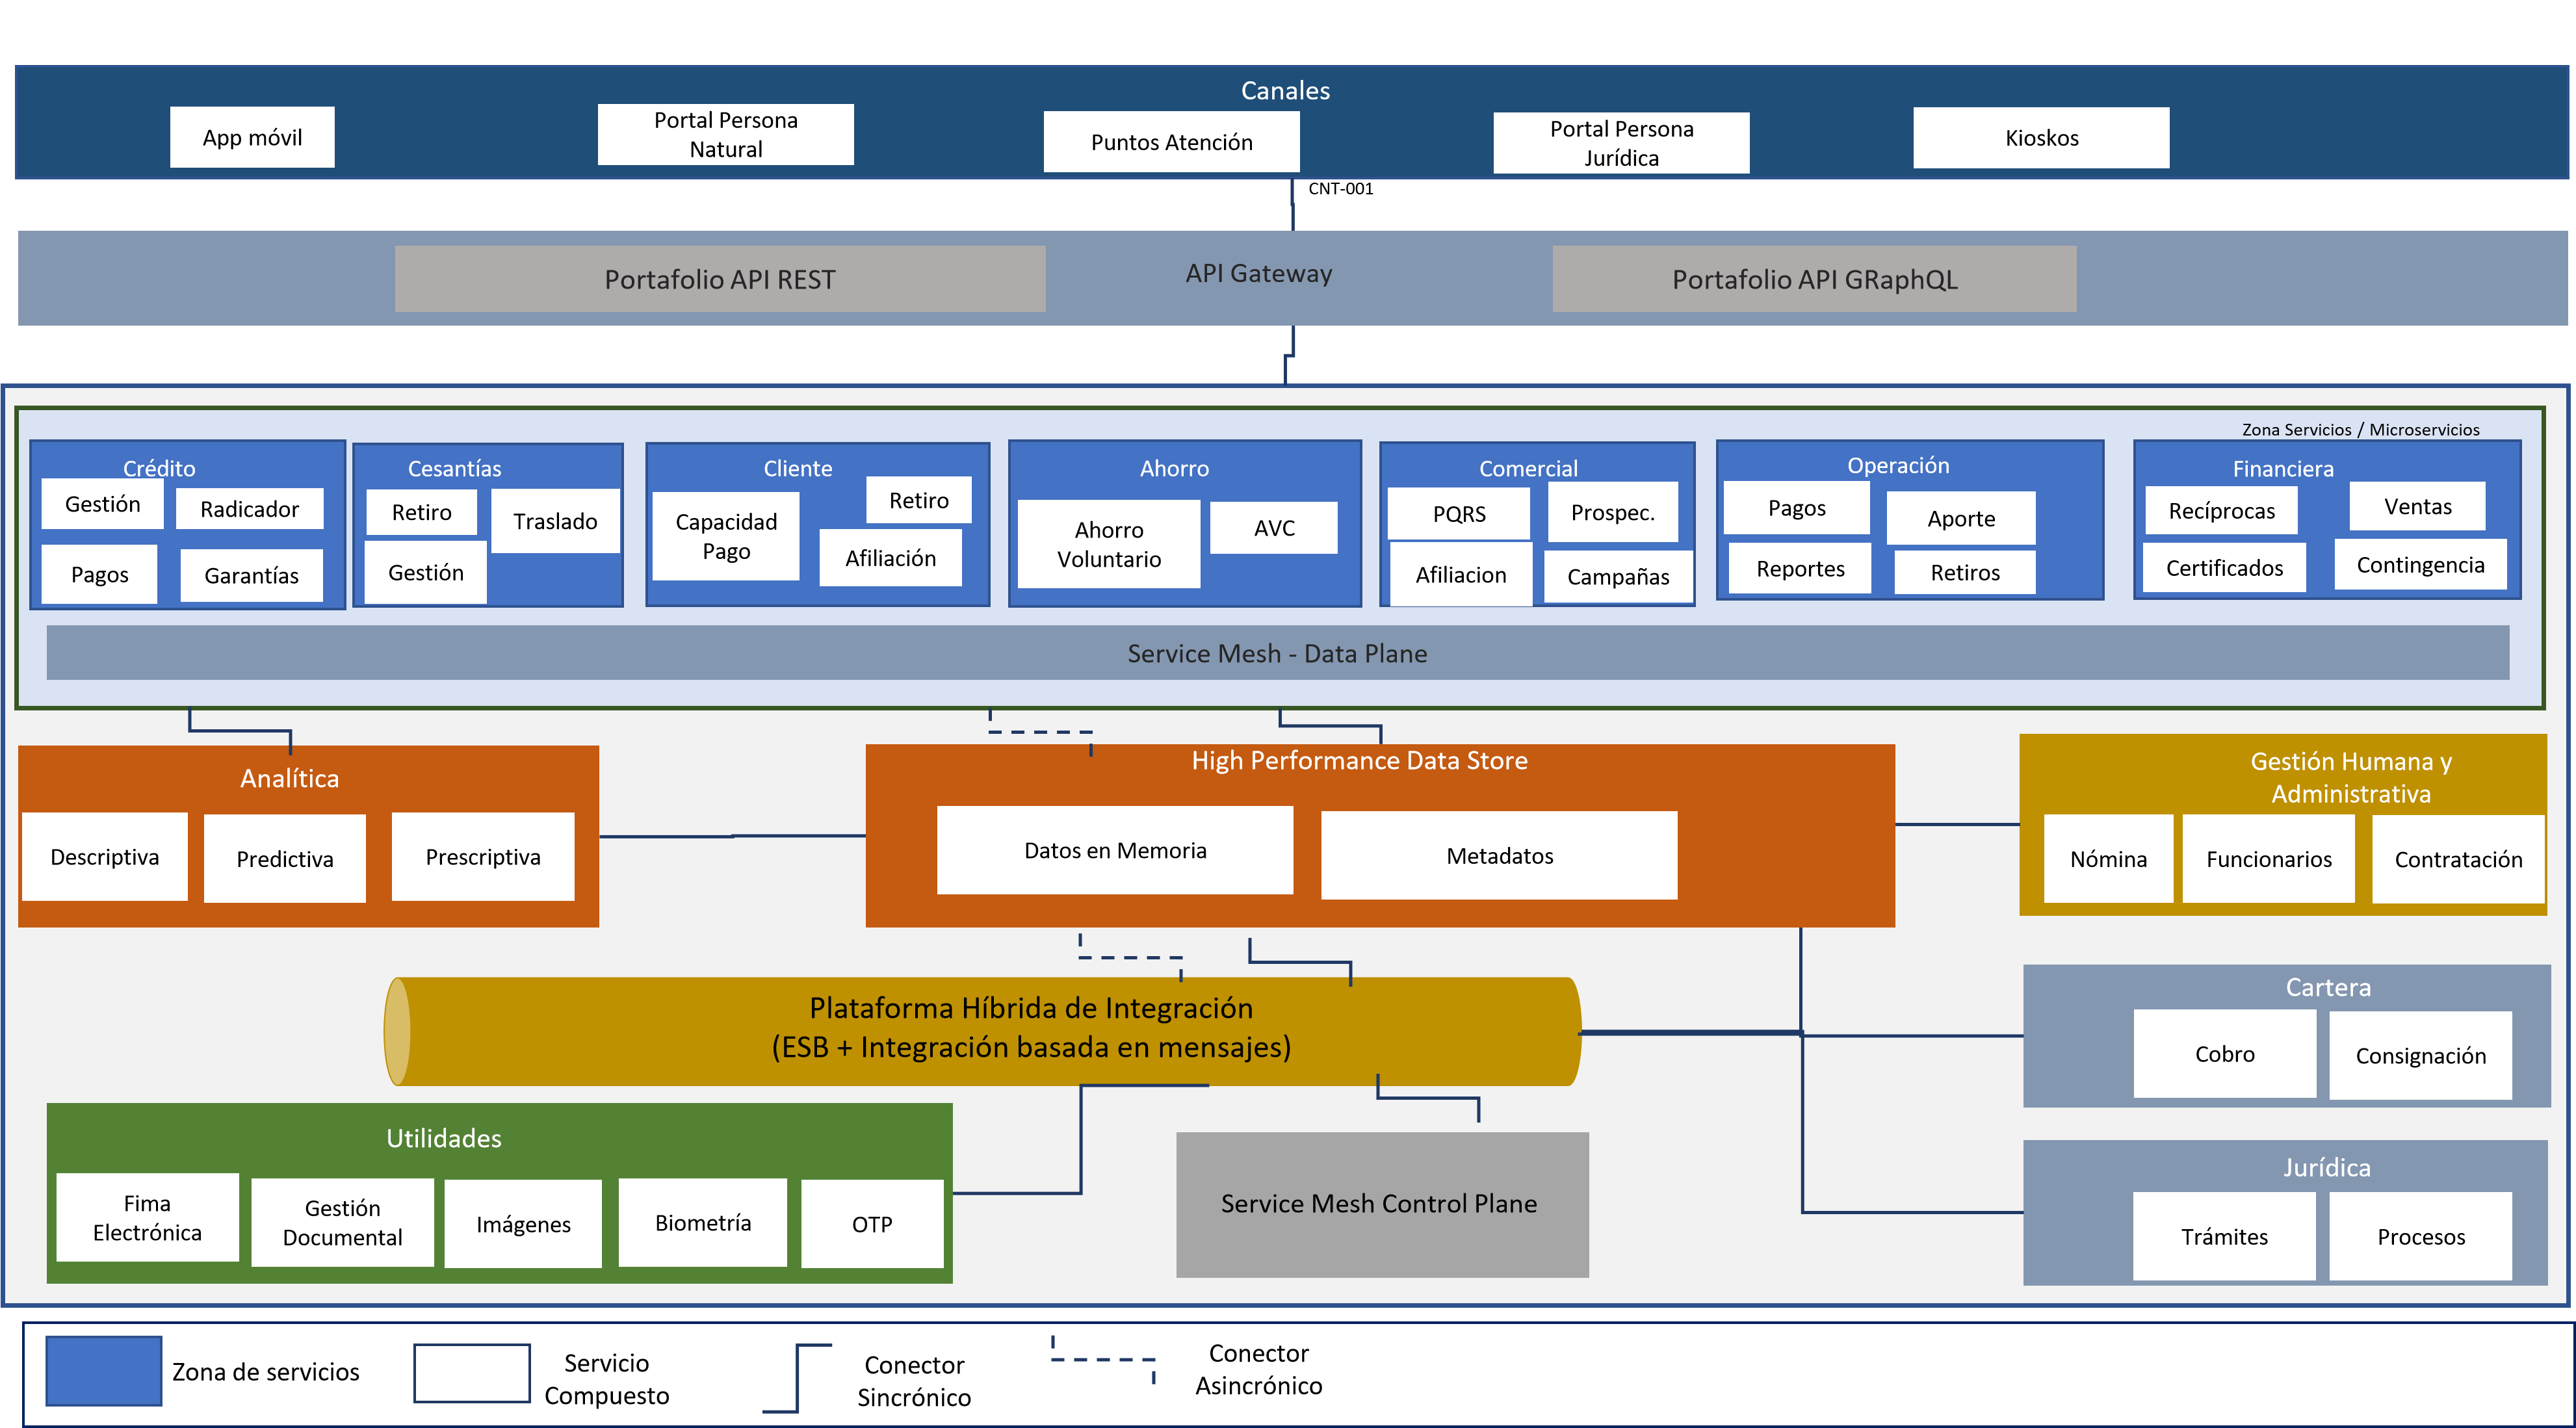 Canales
App móvil
Portal Persona
Natural
Puntos Atención
Portal Persona
Jurídica
Kioskos
CNT-001
Portafolio API REST
API Gateway
Portafolio API GRaphQL
Zona Servicios / Microservicios
Crédito
Gestión
Radicador
Pagos
Garantías
Cesantías
Retiro
Traslado
Gestión
Cliente
Capacidad
Pago
Retiro
Afiliación
Ahorro
Ahorro
Voluntario
AVC
Comercial
PQRS
Prospec.
Afiliacion
Campañas
Operación
Pagos
Aporte
Reportes
Retiros
Financiera
Recíprocas
Ventas
Certificados
Contingencia
Service Mesh - Data Plane
Analítica
Descriptiva
Predictiva
Prescriptiva
High Performance Data Store
Datos en Memoria
Metadatos
Gestión Humana y
Administrativa
Nómina
Funcionarios
Contratación
Plataforma Híbrida de Integración
(ESB + Integración basada en mensajes)
Cartera
Cobro
Consignación
Utilidades
Fima
Electrónica
Gestión
Documental
Imágenes
Biometría
OTP
Service Mesh Control Plane
Jurídica
Trámites
Procesos
Zona de servicios
Servicio
Compuesto
Conector
Sincrónico
Conector
Asincrónico